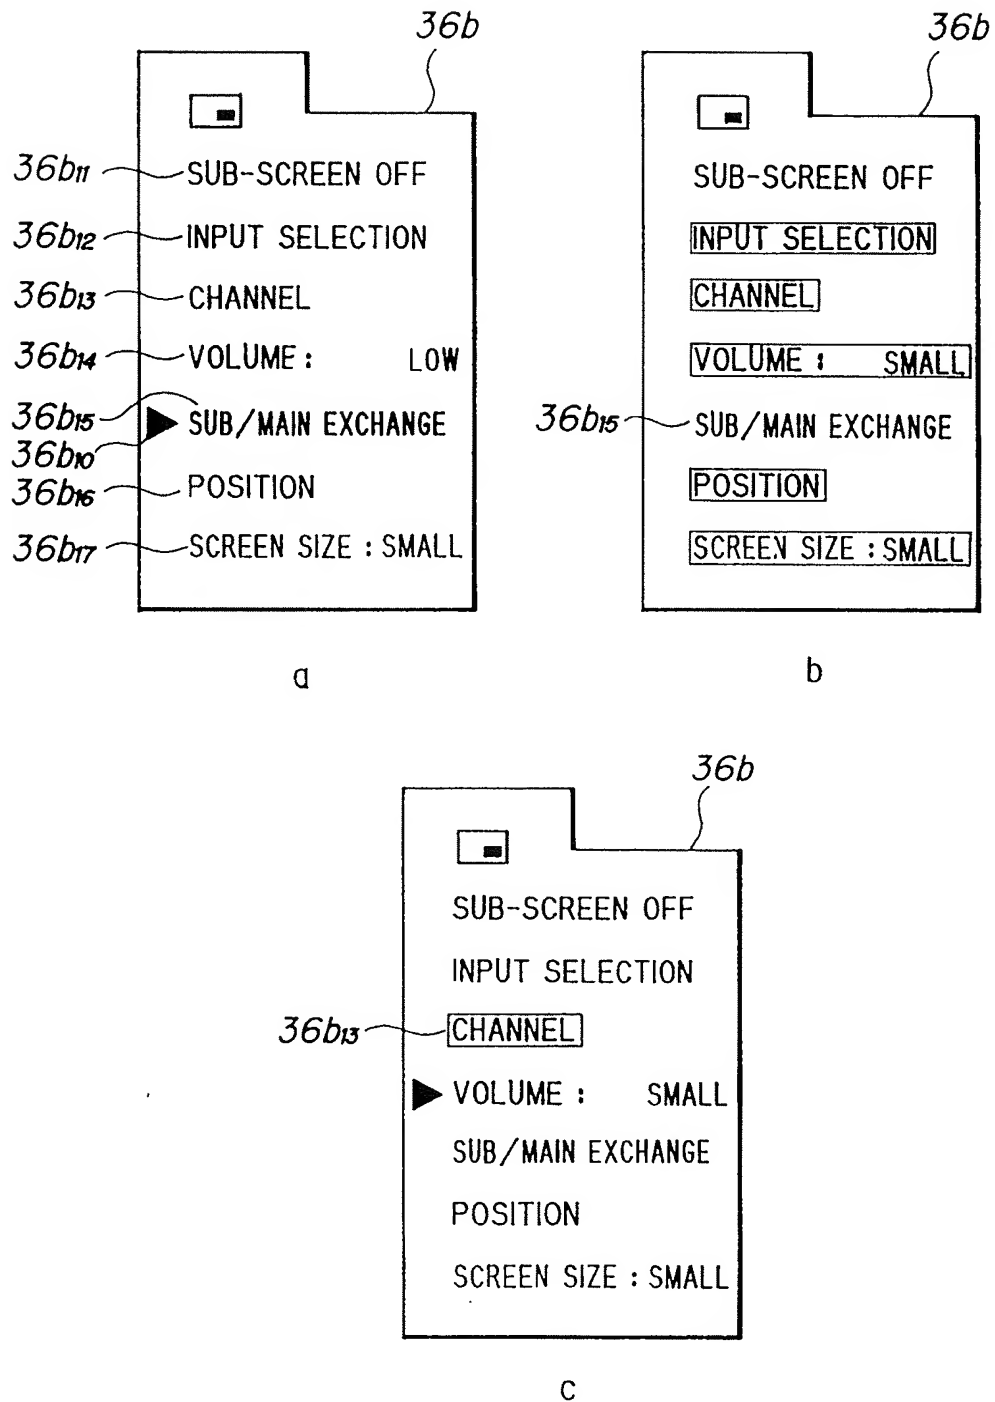 36b
36b11 SUB-SCREEN OFF
36b12 INPUT SELECTION
36b13 CHANNEL
36b14 VOLUME : LOW
36b15 SUB/MAIN EXCHANGE
36b10
36b16 POSITION
36b17 SCREEN SIZE : SMALL
a
36b
SUB-SCREEN OFF
INPUT SELECTION
CHANNEL
VOLUME : SMALL
36b15 SUB/MAIN EXCHANGE
POSITION
SCREEN SIZE : SMALL
b
36b
SUB-SCREEN OFF
INPUT SELECTION
36b13 CHANNEL
VOLUME : SMALL
SUB/MAIN EXCHANGE
POSITION
SCREEN SIZE : SMALL
c